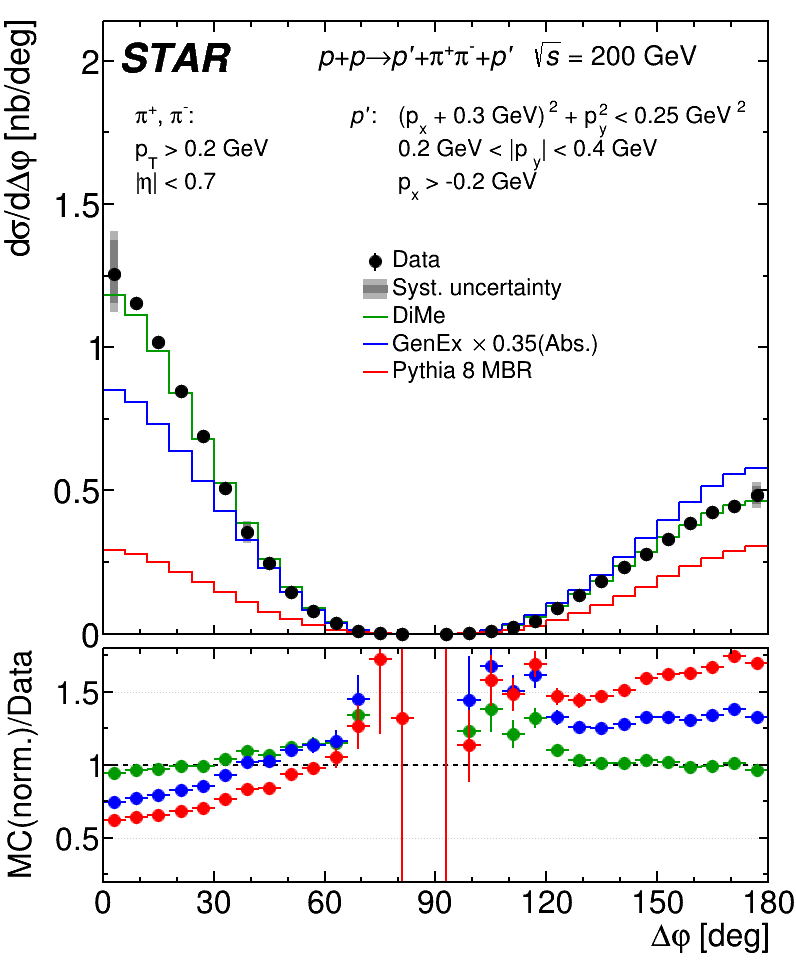 STAR p+p→p′+π⁺π⁻+p′ √s = 200 GeV
π⁺, π⁻: p′: (pₓ + 0.3 GeV)² + p²_y < 0.25 GeV²
p_T > 0.2 GeV 0.2 GeV < |p_y| < 0.4 GeV
|η| < 0.7 pₓ > -0.2 GeV
Data
Syst. uncertainty
DiMe
GenEx × 0.35(Abs.)
Pythia 8 MBR
dσ/dΔφ [nb/deg]
2
1.5
1
0.5
0
MC(norm.)/Data
1.5
1
0.5
0 30 60 90 120 150 180
Δφ [deg]